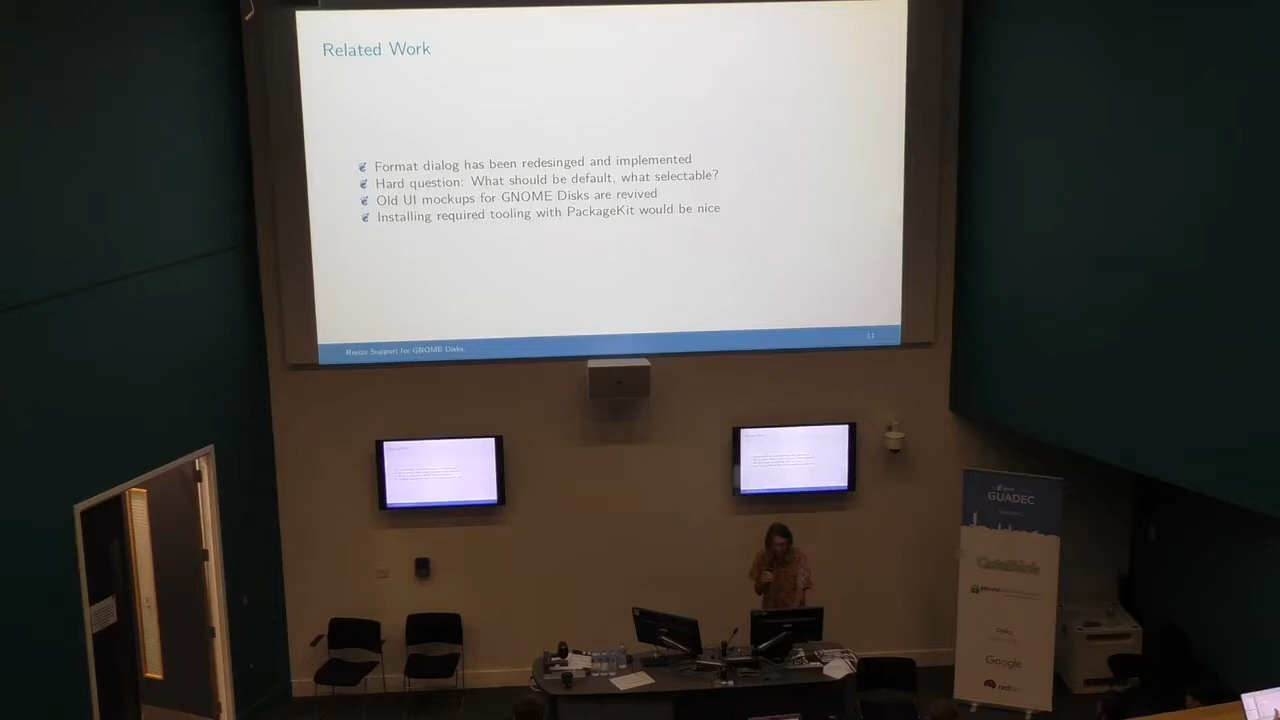 Related Work
Format dialog has been redesinged and implemented
Hard question: What should be default, what selectable?
Old UI mockups for GNOME Disks are revived
Installing required tooling with PackageKit would be nice
Resize Support for GNOME Disks
11
GUADEC
Google